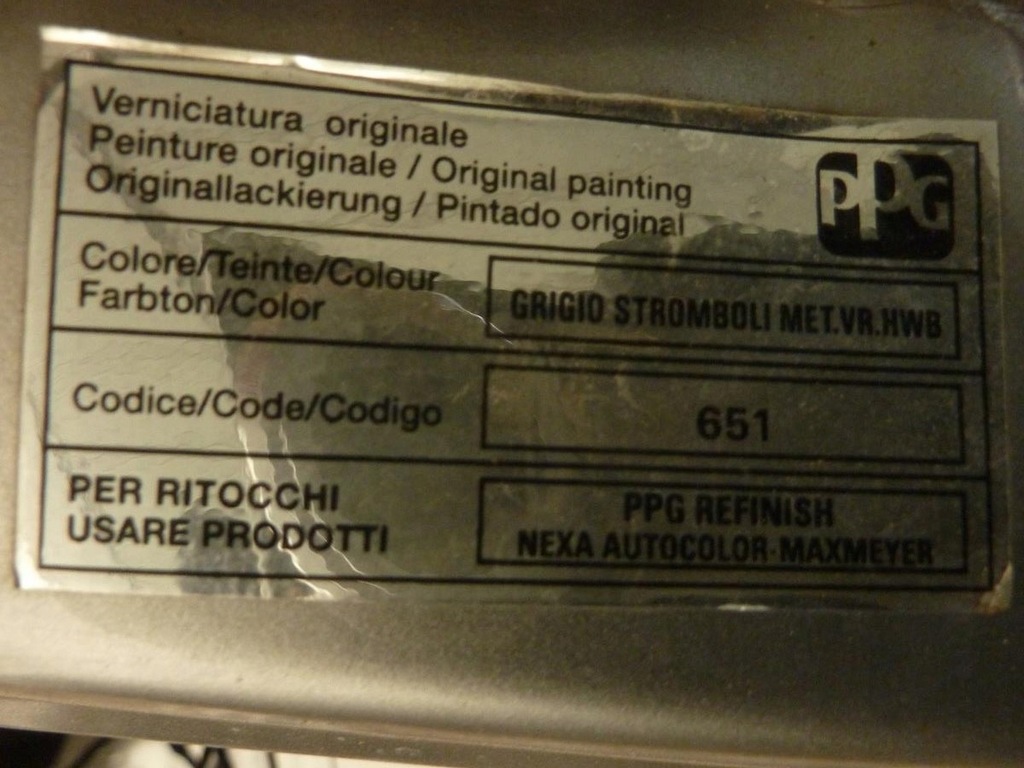 Verniciatura originale
Peinture originale / Original painting
Originallackierung / Pintado original
PPG
Colore/Teinte/Colour
Farbton/Color
GRIGIO STROMBOLI MET.VR.HWB
Codice/Code/Codigo
651
PER RITOCCHI
USARE PRODOTTI
PPG REFINISH
NEXA AUTOCOLOR-MAXMEYER